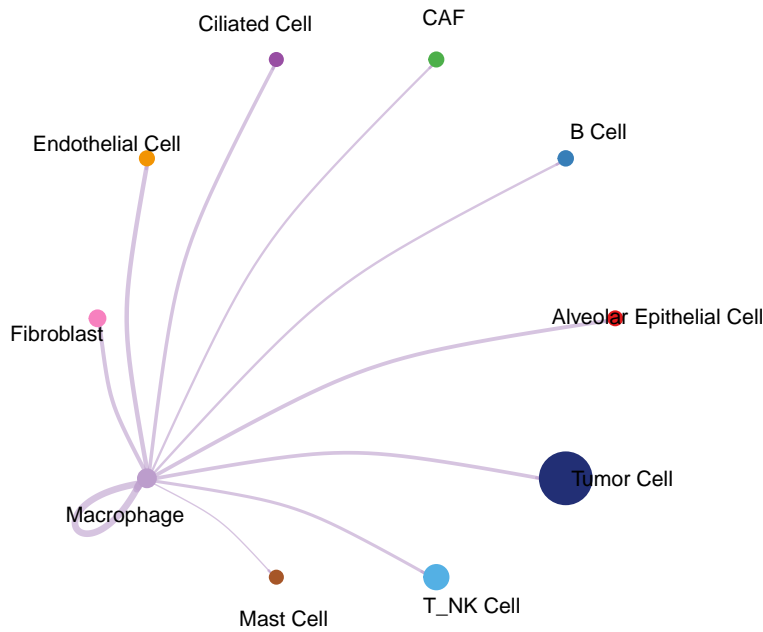 CAF
Ciliated Cell
B Cell
Endothelial Cell
Alveolar Epithelial Cell
Fibroblast
Tumor Cell
Macrophage
T_NK Cell
Mast Cell